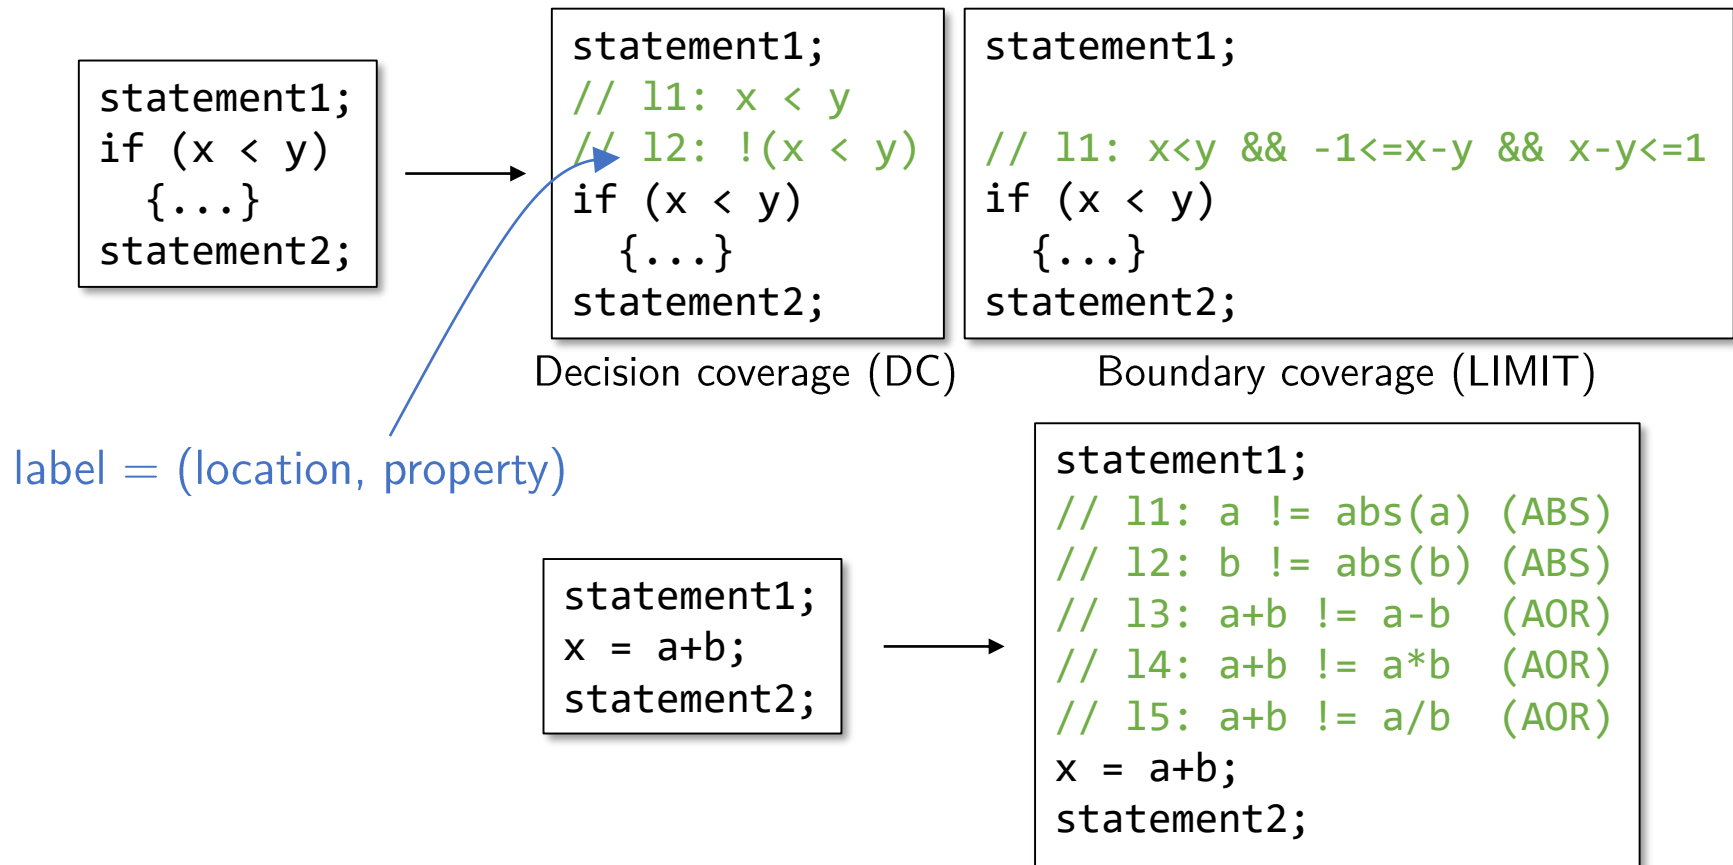 statement1;
if (x < y)
  {...}
statement2;
statement1;
// l1: x < y
// l2: !(x < y)
if (x < y)
  {...}
statement2;
Decision coverage (DC)
statement1;
// l1: x<y && -1<=x-y && x-y<=1
if (x < y)
  {...}
statement2;
Boundary coverage (LIMIT)
label = (location, property)
statement1;
x = a+b;
statement2;
statement1;
// l1: a != abs(a) (ABS)
// l2: b != abs(b) (ABS)
// l3: a+b != a-b  (AOR)
// l4: a+b != a*b  (AOR)
// l5: a+b != a/b  (AOR)
x = a+b;
statement2;